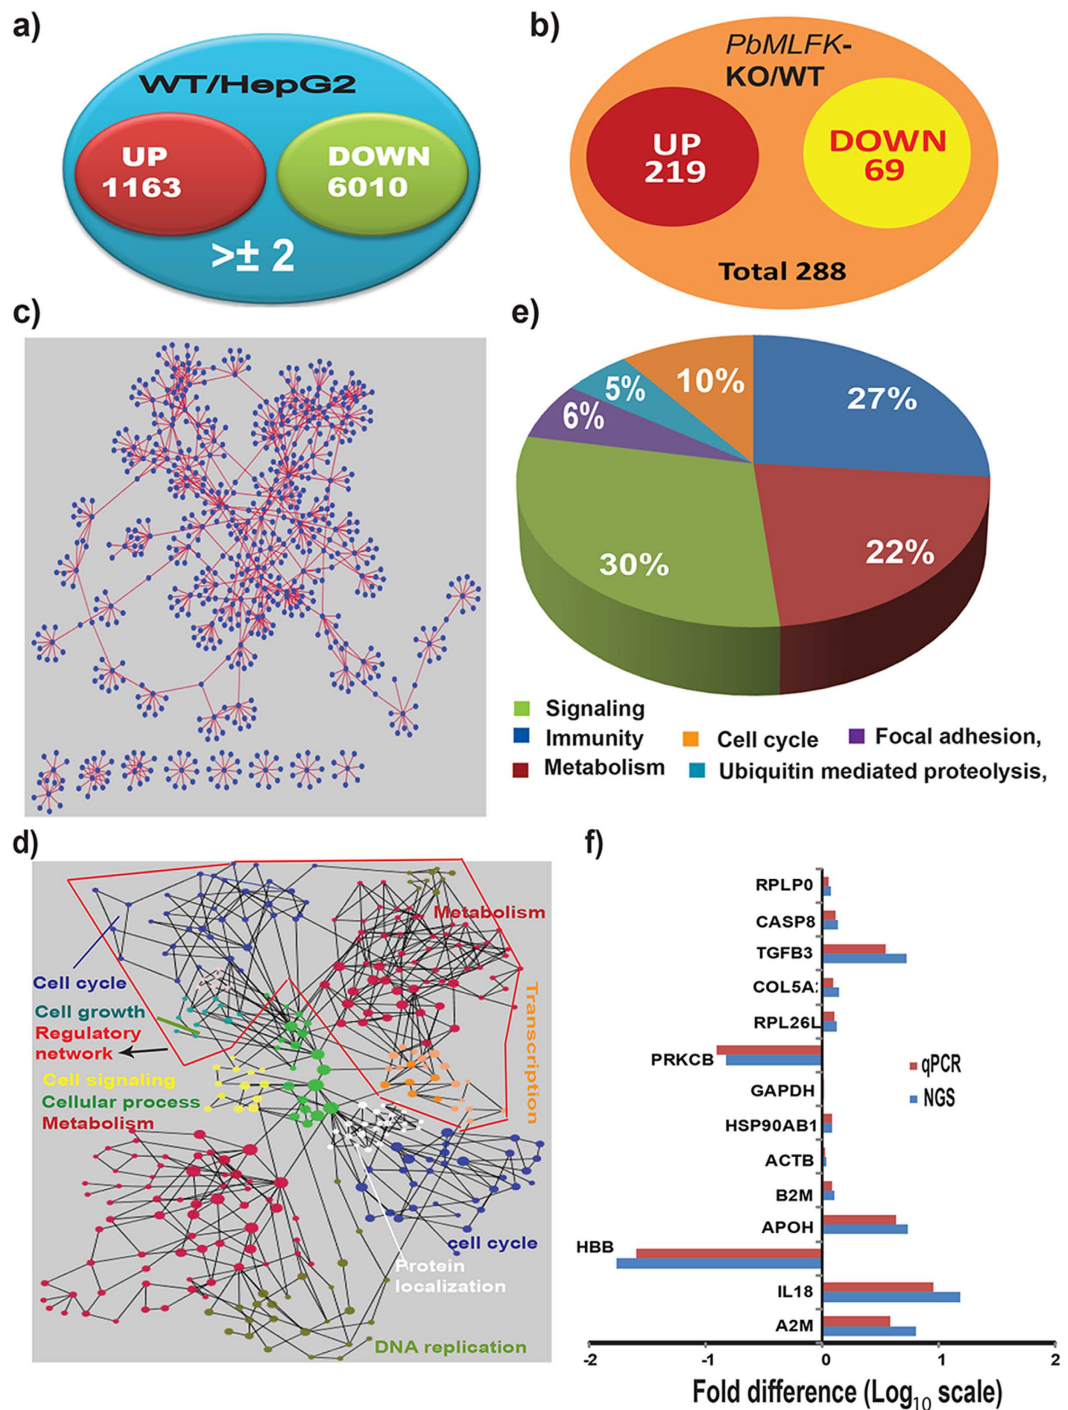 a)
WT/HepG2
UP
1163
DOWN
6010
>± 2
b)
PbMLFK-
KO/WT
UP
219
DOWN
69
Total 288
c)
e)
27%
22%
30%
6%
5%
10%
Signaling
Immunity
Metabolism
Cell cycle
Ubiquitin mediated proteolysis,
Focal adhesion,
d)
Metabolism
Cell cycle
Transcription
Cell growth
Regulatory
network
Cell signaling
Cellular process
Metabolism
cell cycle
Protein
localization
DNA replication
f)
RPLP0
CASP8
TGFB3
COL5A
RPL26L
PRKCB
GAPDH
HSP90AB1
ACTB
B2M
APOH
HBB
IL18
A2M
qPCR
NGS
-2
-1
0
1
2
Fold difference (Log10 scale)